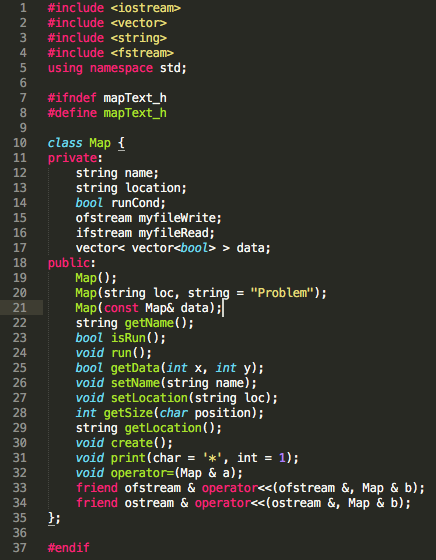 1 #include <iostream>
2 #include <vector>
3 #include <string>
4 #include <fstream>
5 using namespace std;
6
7 #ifndef mapText_h
8 #define mapText_h
9
10 class Map {
11 private:
12     string name;
13     string location;
14     bool runCond;
15     ofstream myfileWrite;
16     ifstream myfileRead;
17     vector< vector<bool> > data;
18 public:
19     Map();
20     Map(string loc, string = "Problem");
21     Map(const Map& data);
22     string getName();
23     bool isRun();
24     void run();
25     bool getData(int x, int y);
26     void setName(string name);
27     void setLocation(string loc);
28     int getSize(char position);
29     string getLocation();
30     void create();
31     void print(char = '*', int = 1);
32     void operator=(Map & a);
33     friend ofstream & operator<<(ofstream &, Map & b);
34     friend ostream & operator<<(ostream &, Map & b);
35 };
36
37 #endif